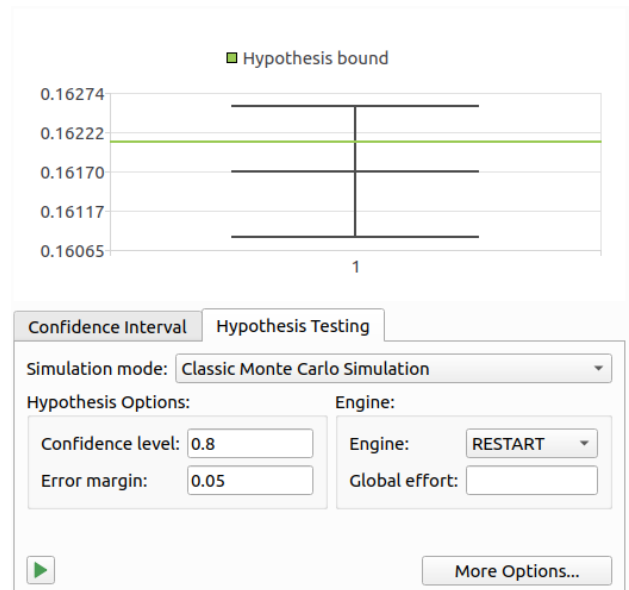 Hypothesis bound
0.16274
0.16222
0.16170
0.16117
0.16065
1
Confidence Interval Hypothesis Testing
Simulation mode: Classic Monte Carlo Simulation
Hypothesis Options: Engine:
Confidence level: 0.8 Engine: RESTART
Error margin: 0.05 Global effort:
More Options...